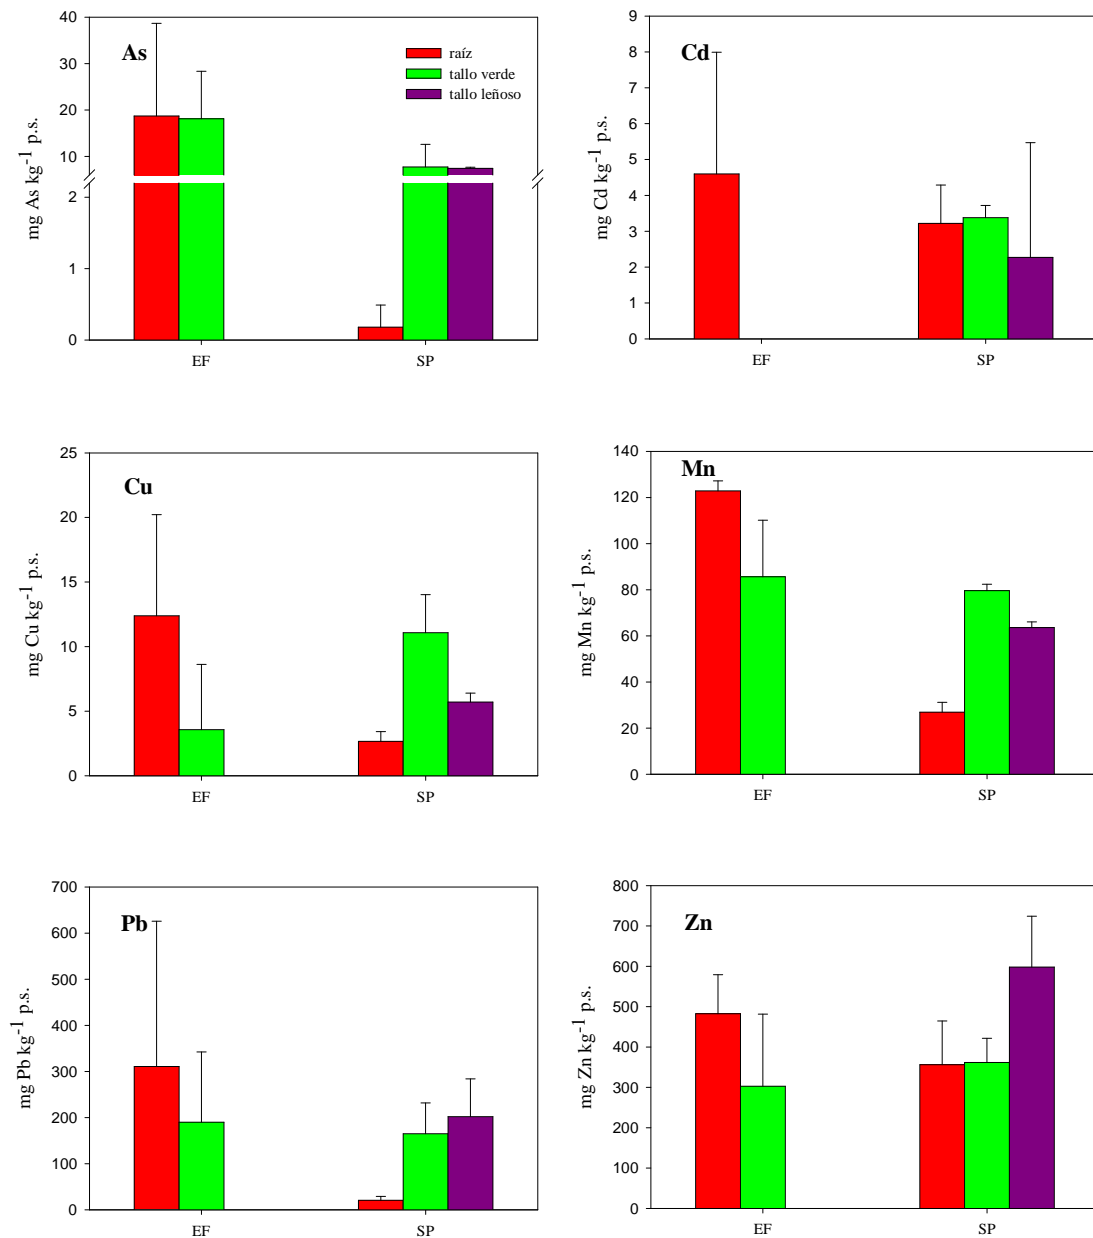 As
raíz
tallo verde
tallo leñoso
mg As kg-1 p.s.
40
30
20
10
2
1
0
EF
SP
Cd
mg Cd kg-1 p.s.
9
8
7
6
5
4
3
2
1
0
EF
SP
Cu
mg Cu kg-1 p.s.
25
20
15
10
5
0
EF
SP
Mn
mg Mn kg-1 p.s.
140
120
100
80
60
40
20
0
EF
SP
Pb
mg Pb kg-1 p.s.
700
600
500
400
300
200
100
0
EF
SP
Zn
mg Zn kg-1 p.s.
800
700
600
500
400
300
200
100
0
EF
SP